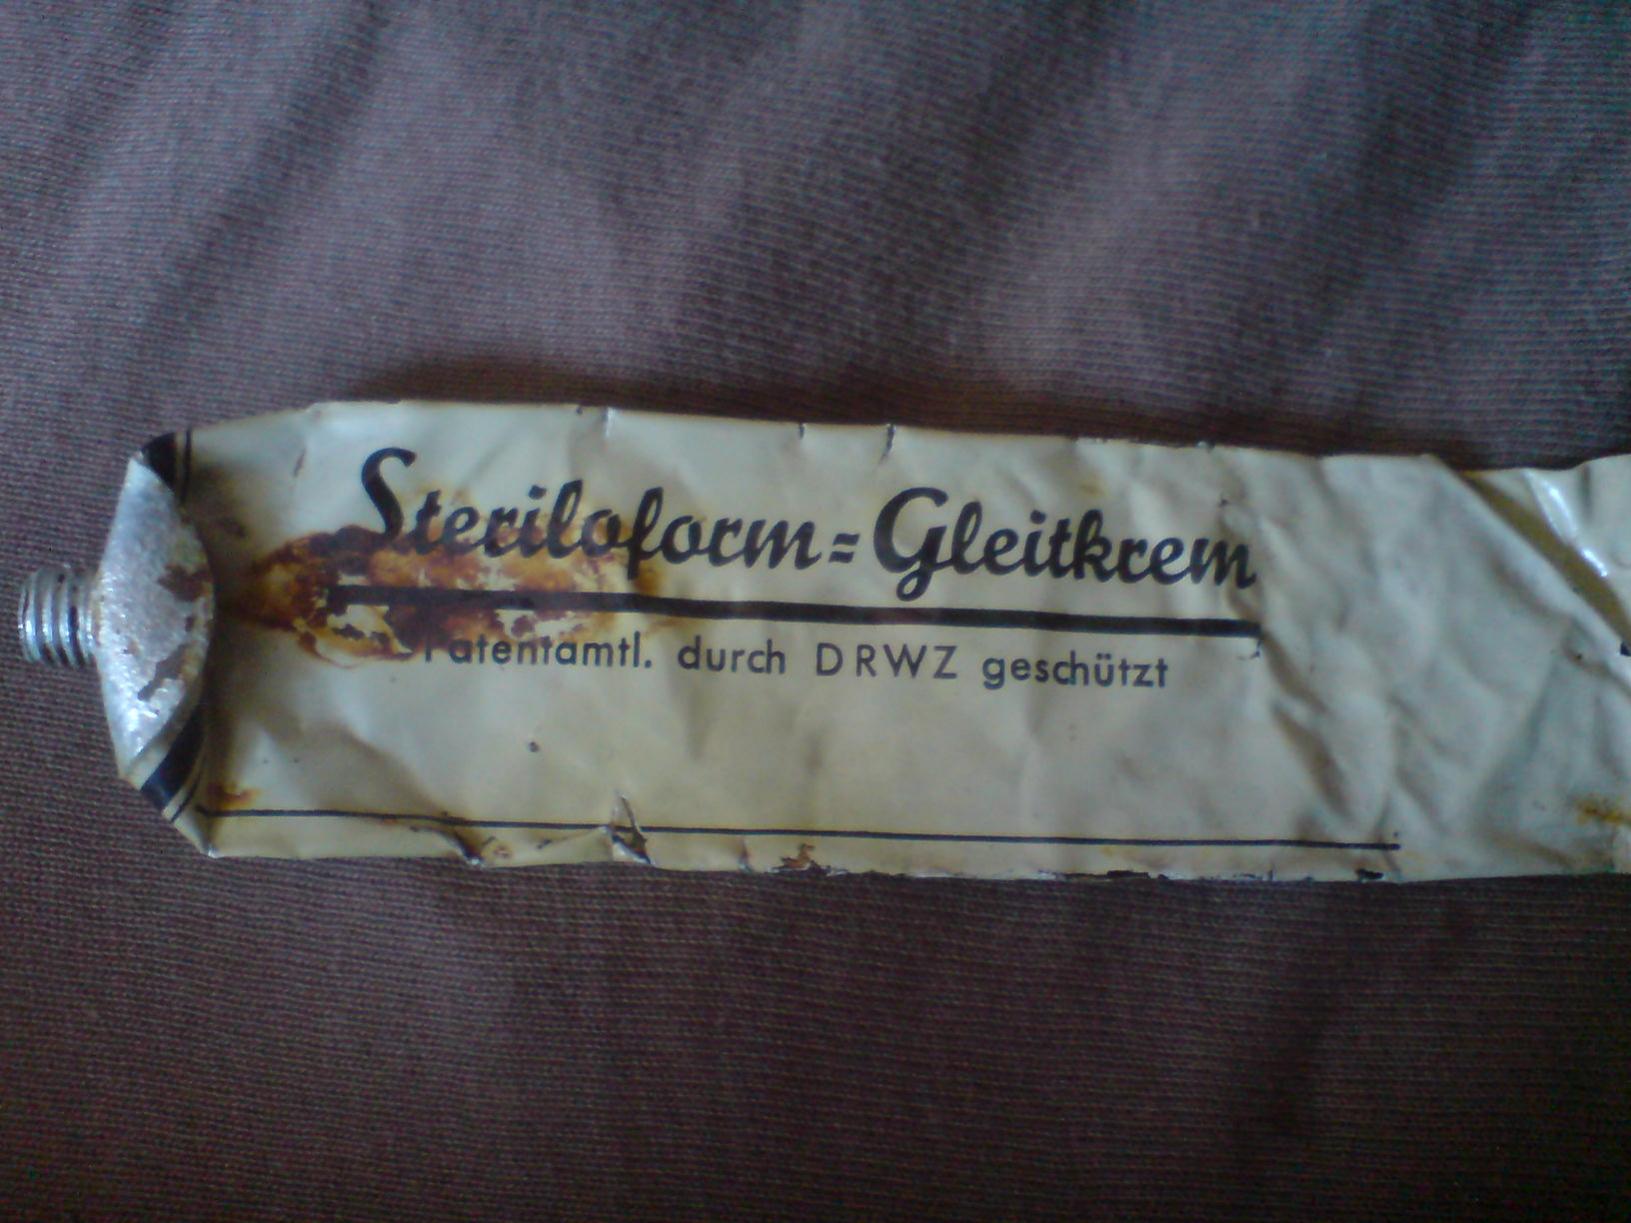 Steriloform=Gleitkrem
Patentamtl. durch DRWZ geschützt